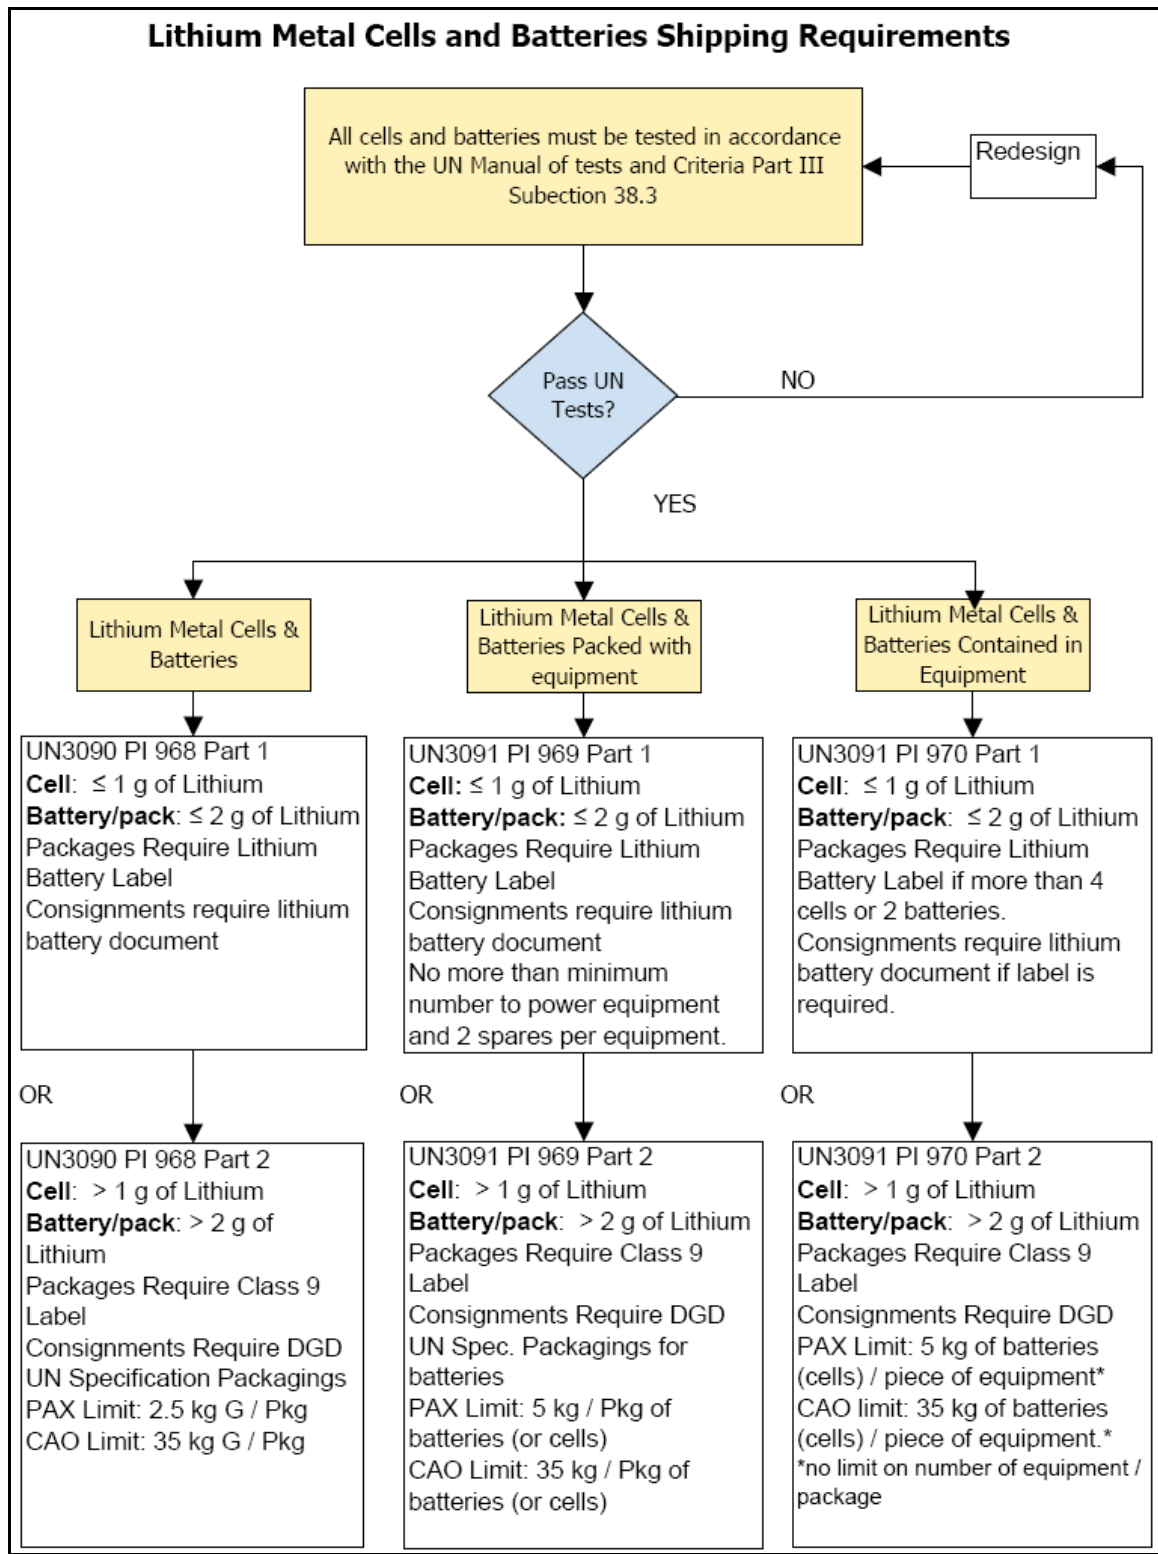 Lithium Metal Cells and Batteries Shipping Requirements
All cells and batteries must be tested in accordance
with the UN Manual of tests and Criteria Part III
Subection 38.3
Redesign
Pass UN
Tests?
NO
YES
Lithium Metal Cells &
Batteries
Lithium Metal Cells &
Batteries Packed with
equipment
Lithium Metal Cells &
Batteries Contained in
Equipment
UN3090 PI 968 Part 1
Cell: ≤ 1 g of Lithium
Battery/pack: ≤ 2 g of Lithium
Packages Require Lithium
Battery Label
Consignments require lithium
battery document
UN3091 PI 969 Part 1
Cell: ≤ 1 g of Lithium
Battery/pack: ≤ 2 g of Lithium
Packages Require Lithium
Battery Label
Consignments require lithium
battery document
No more than minimum
number to power equipment
and 2 spares per equipment.
UN3091 PI 970 Part 1
Cell: ≤ 1 g of Lithium
Battery/pack: ≤ 2 g of Lithium
Packages Require Lithium
Battery Label if more than 4
cells or 2 batteries.
Consignments require lithium
battery document if label is
required.
OR
OR
OR
UN3090 PI 968 Part 2
Cell: > 1 g of Lithium
Battery/pack: > 2 g of
Lithium
Packages Require Class 9
Label
Consignments Require DGD
UN Specification Packagings
PAX Limit: 2.5 kg G / Pkg
CAO Limit: 35 kg G / Pkg
UN3091 PI 969 Part 2
Cell: > 1 g of Lithium
Battery/pack: > 2 g of Lithium
Packages Require Class 9
Label
Consignments Require DGD
UN Spec. Packagings for
batteries
PAX Limit: 5 kg / Pkg of
batteries (or cells)
CAO Limit: 35 kg / Pkg of
batteries (or cells)
UN3091 PI 970 Part 2
Cell: > 1 g of Lithium
Battery/pack: > 2 g of Lithium
Packages Require Class 9
Label
Consignments Require DGD
PAX Limit: 5 kg of batteries
(cells) / piece of equipment*
CAO limit: 35 kg of batteries
(cells) / piece of equipment.*
*no limit on number of equipment /
package